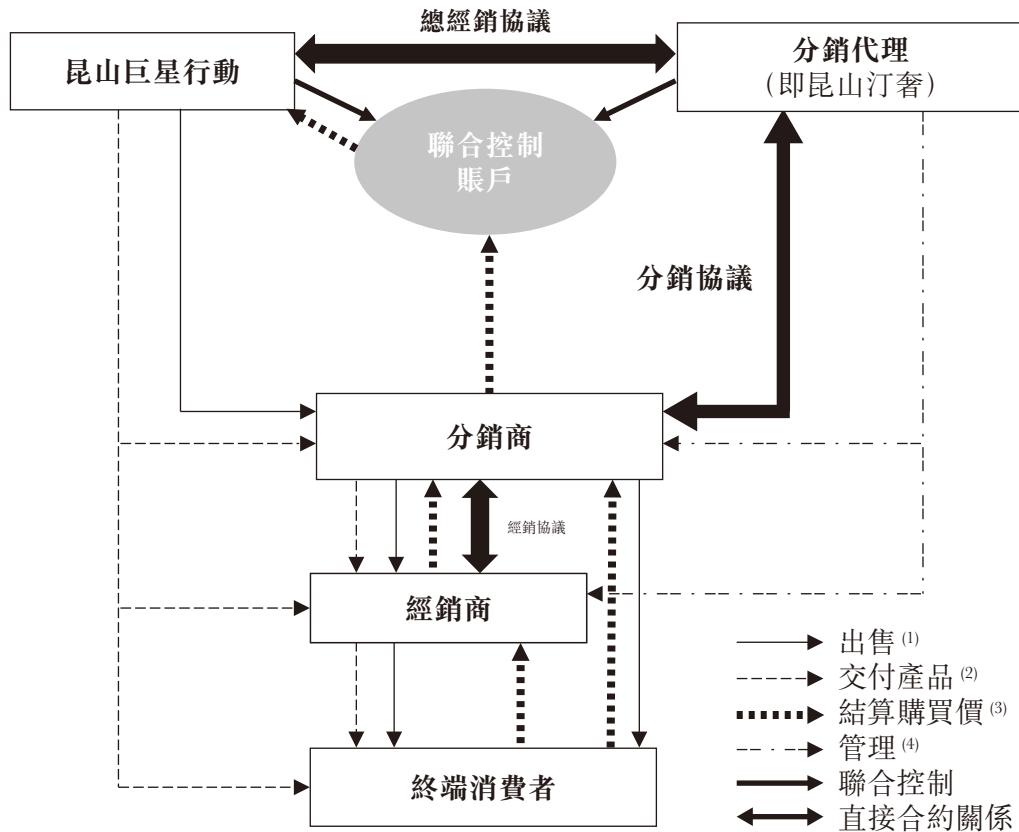 總經銷協議
昆山巨星行動
分銷代理
(即昆山汀奢)
聯合控制
賬戶
分銷協議
分銷商
經銷協議
經銷商
終端消費者
出售 (1)
交付產品 (2)
結算購買價 (3)
管理 (4)
聯合控制
直接合約關係